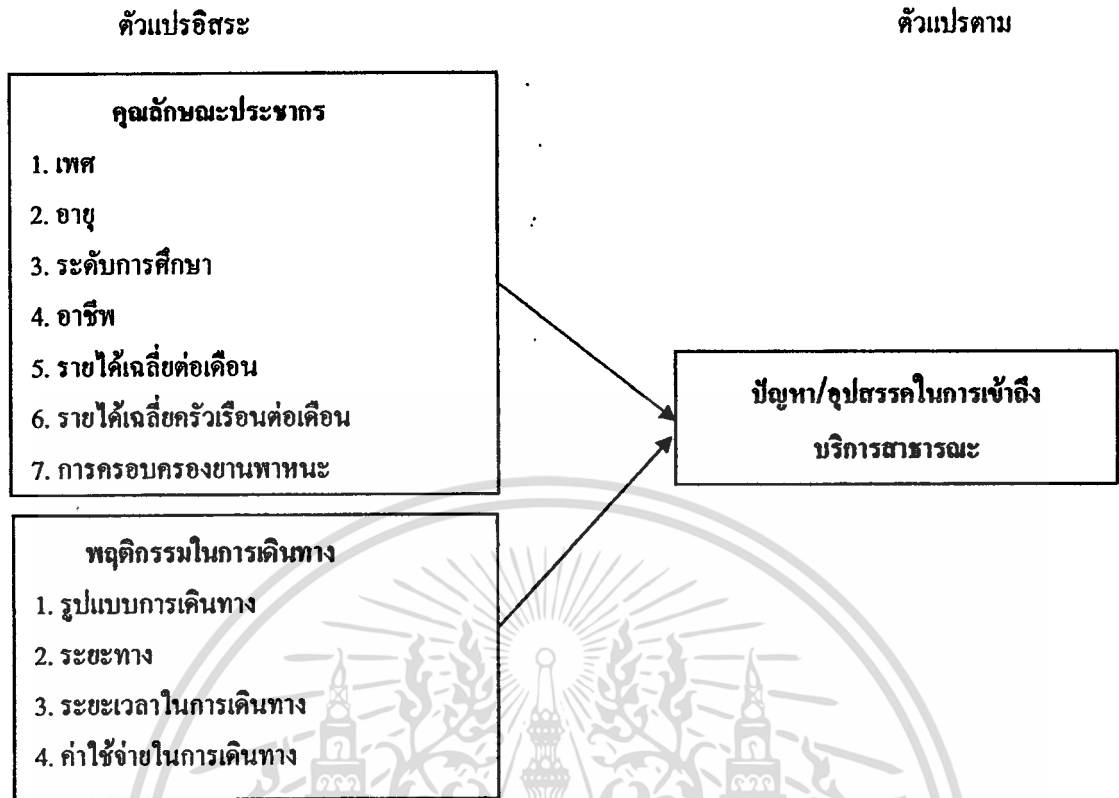 ตัวแปรอิสระ
ตัวแปรตาม
คุณลักษณะประชากร
1. เพศ
2. อายุ
3. ระดับการศึกษา
4. อาชีพ
5. รายได้เฉลี่ยต่อเดือน
6. รายได้เฉลี่ยครัวเรือนต่อเดือน
7. การครอบครองยานพาหนะ
ปัญหา/อุปสรรคในการเข้าถึง
บริการสาธารณะ
พฤติกรรมในการเดินทาง
1. รูปแบบการเดินทาง
2. ระยะทาง
3. ระยะเวลาในการเดินทาง
4. ค่าใช้จ่ายในการเดินทาง